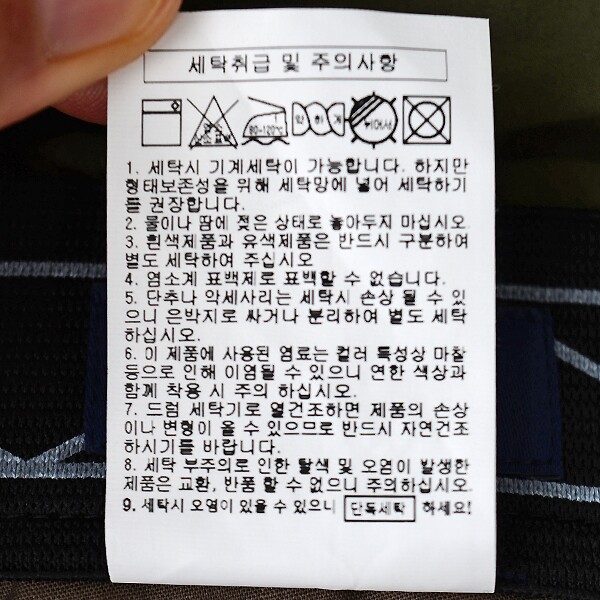 세탁취급 및 주의사항
염소표백
80~120℃
약하게
뉘어서
1. 세탁시 기계세탁이 가능합니다. 하지만
형태보존성을 위해 세탁망에 넣어 세탁하기
를 권장합니다.
2. 물이나 땀에 젖은 상태로 놓아두지 마십시오.
3. 흰색제품과 유색제품은 반드시 구분하여
별도 세탁하여 주십시오
4. 염소계 표백제로 표백할 수 없습니다.
5. 단추나 악세사리는 세탁시 손상 될 수 있
으니 은박지로 싸거나 분리하여 별도 세탁
하십시오.
6. 이 제품에 사용된 염료는 컬러 특성상 마찰
등으로 인해 이염될 수 있으니 연한 색상과
함께 착용 시 주의 하십시오.
7. 드럼 세탁기로 열건조하면 제품의 손상
이나 변형이 올 수 있으므로 반드시 자연건조
하시기를 바랍니다.
8. 세탁 부주의로 인한 탈색 및 오염이 발생한
제품은 교환, 반품 할 수 없으니 주의하십시오.
9. 세탁시 오염이 있을 수 있으니 단독세탁 하세요!